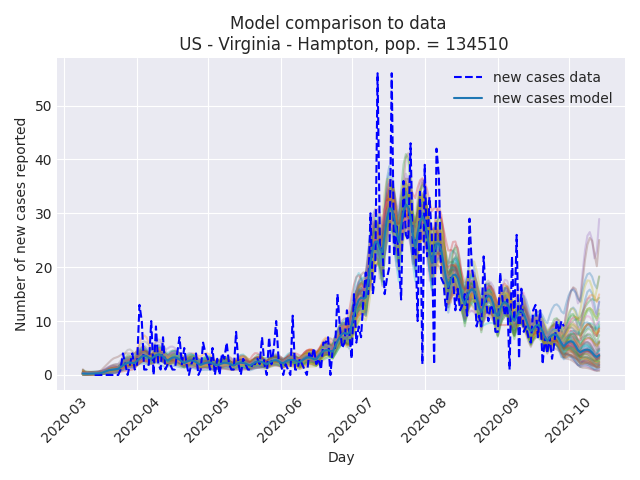 Model comparison to data
US - Virginia - Hampton, pop. = 134510
new cases data
new cases model
Number of new cases reported
50
40
30
20
10
0
2020-03
2020-04
2020-05
2020-06
2020-07
2020-08
2020-09
2020-10
Day